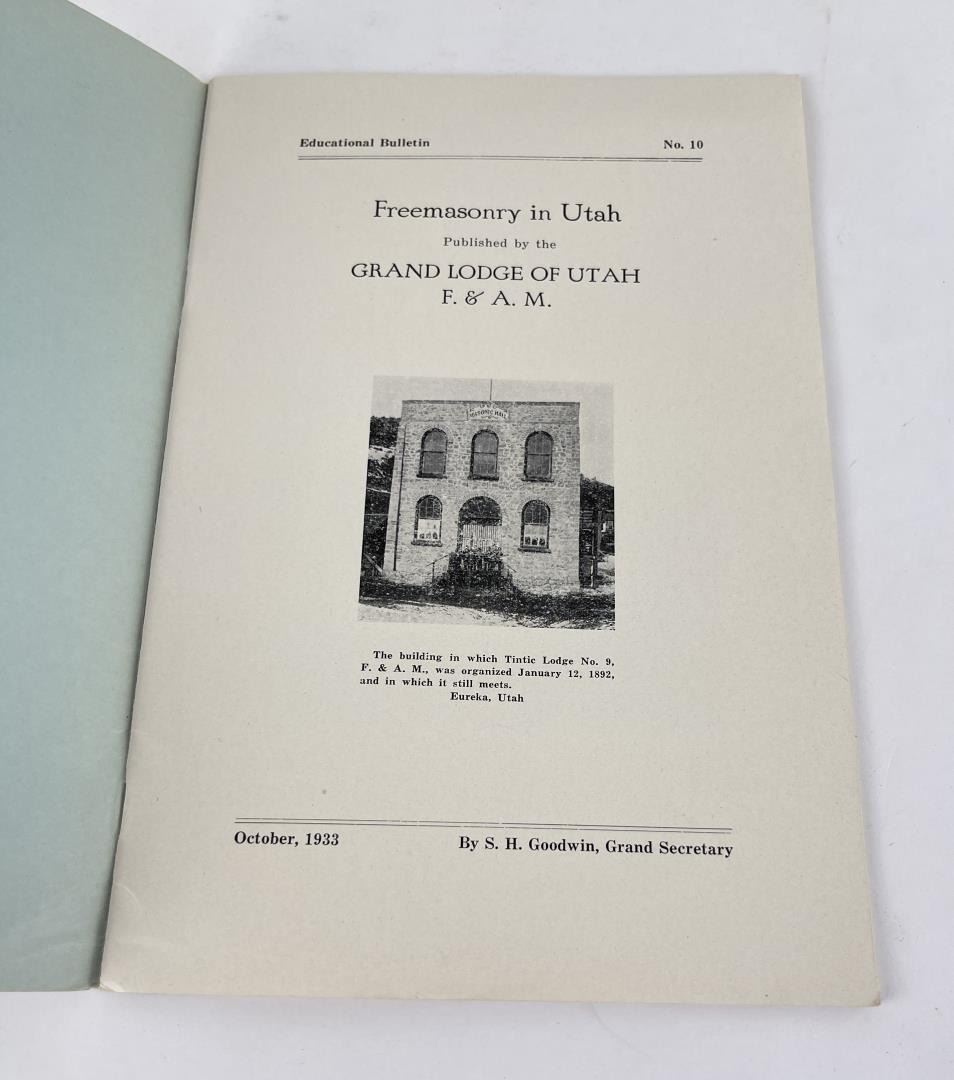 Educational Bulletin No. 10
Freemasonry in Utah
Published by the
GRAND LODGE OF UTAH
F. & A. M.
MASONIC HALL
The building in which Tintic Lodge No. 9,
F. & A. M., was organized January 12, 1892,
and in which it still meets.
Eureka, Utah
October, 1933 By S. H. Goodwin, Grand Secretary